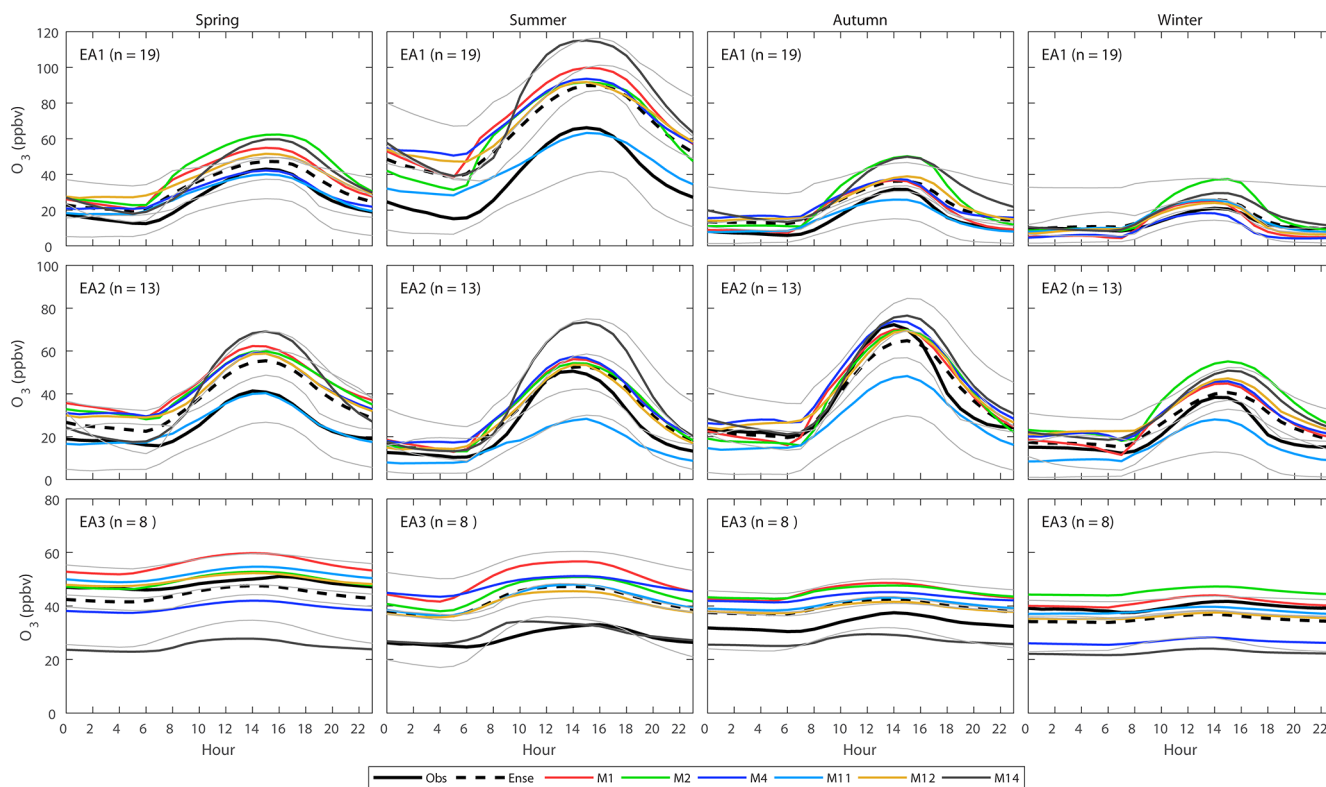 Spring Summer Autumn Winter
120
100
80
60
40
20
0
O3 (ppbv)
EA1 (n = 19) EA1 (n = 19) EA1 (n = 19) EA1 (n = 19)
100
80
60
40
20
0
O3 (ppbv)
EA2 (n = 13) EA2 (n = 13) EA2 (n = 13) EA2 (n = 13)
80
60
40
20
0
O3 (ppbv)
EA3 (n = 8 ) EA3 (n = 8 ) EA3 (n = 8 ) EA3 (n = 8)
0 2 4 6 8 10 12 14 16 18 20 22 0 2 4 6 8 10 12 14 16 18 20 22 0 2 4 6 8 10 12 14 16 18 20 22 0 2 4 6 8 10 12 14 16 18 20 22
Hour Hour Hour Hour
Obs Ense M1 M2 M4 M11 M12 M14